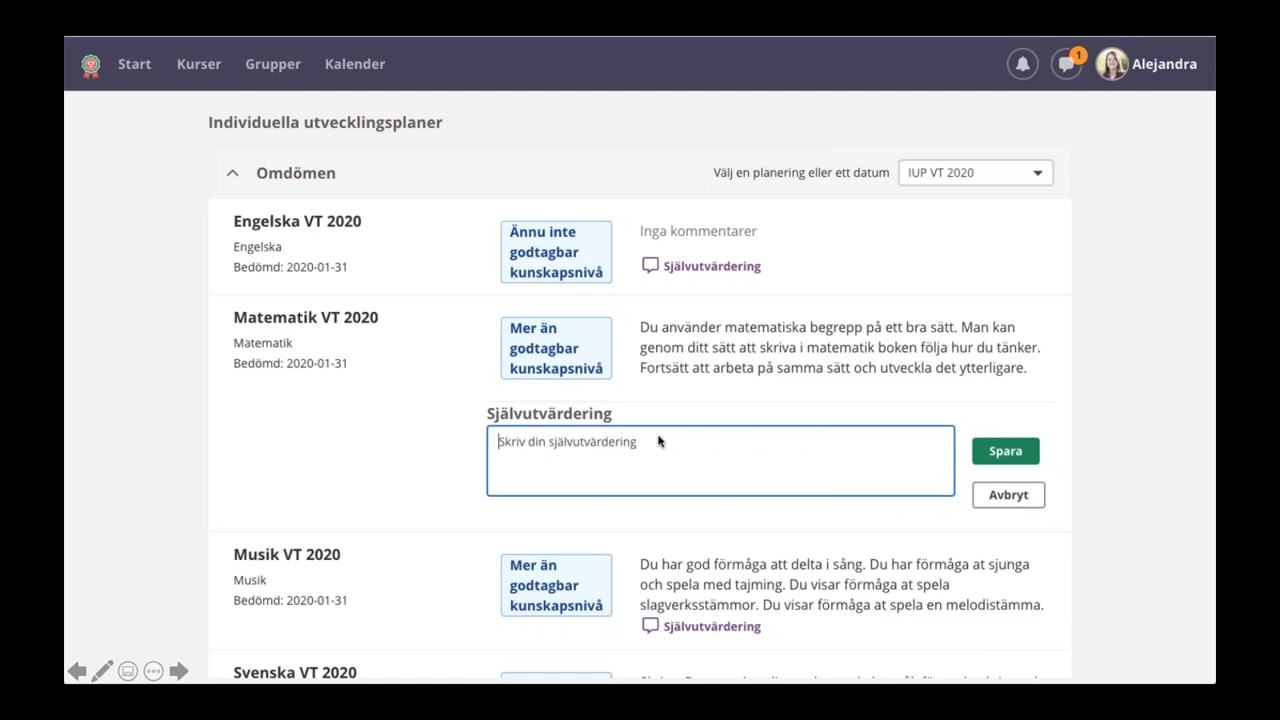 Start Kurser Grupper Kalender 1 Alejandra
Individuella utvecklingsplaner
Omdömen Välj en planering eller ett datum IUP VT 2020
Engelska VT 2020
Engelska
Bedömd: 2020-01-31
Ännu inte
godtagbar
kunskapsnivå
Inga kommentarer
Självutvärdering
Matematik VT 2020
Matematik
Bedömd: 2020-01-31
Mer än
godtagbar
kunskapsnivå
Du använder matematiska begrepp på ett bra sätt. Man kan
genom ditt sätt att skriva i matematik boken följa hur du tänker.
Fortsätt att arbeta på samma sätt och utveckla det ytterligare.
Självutvärdering
Skriv din självutvärdering
Spara
Avbryt
Musik VT 2020
Musik
Bedömd: 2020-01-31
Mer än
godtagbar
kunskapsnivå
Du har god förmåga att delta i sång. Du har förmåga at sjunga
och spela med tajming. Du visar förmåga at spela
slagverksstämmor. Du visar förmåga at spela en melodistämma.
Självutvärdering
Svenska VT 2020